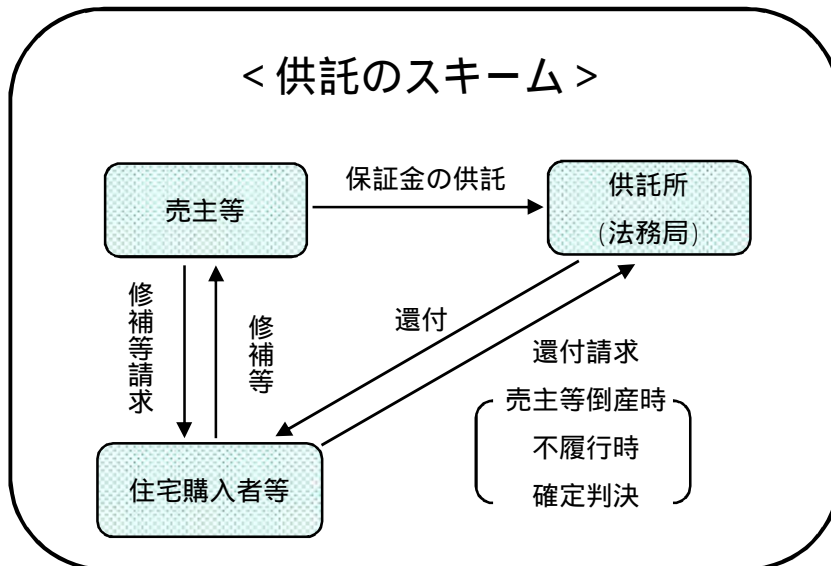 <供託のスキーム>
売主等
保証金の供託
供託所
(法務局)
修補等請求
修補等
還付
還付請求
売主等倒産時
不履行時
確定判決
住宅購入者等